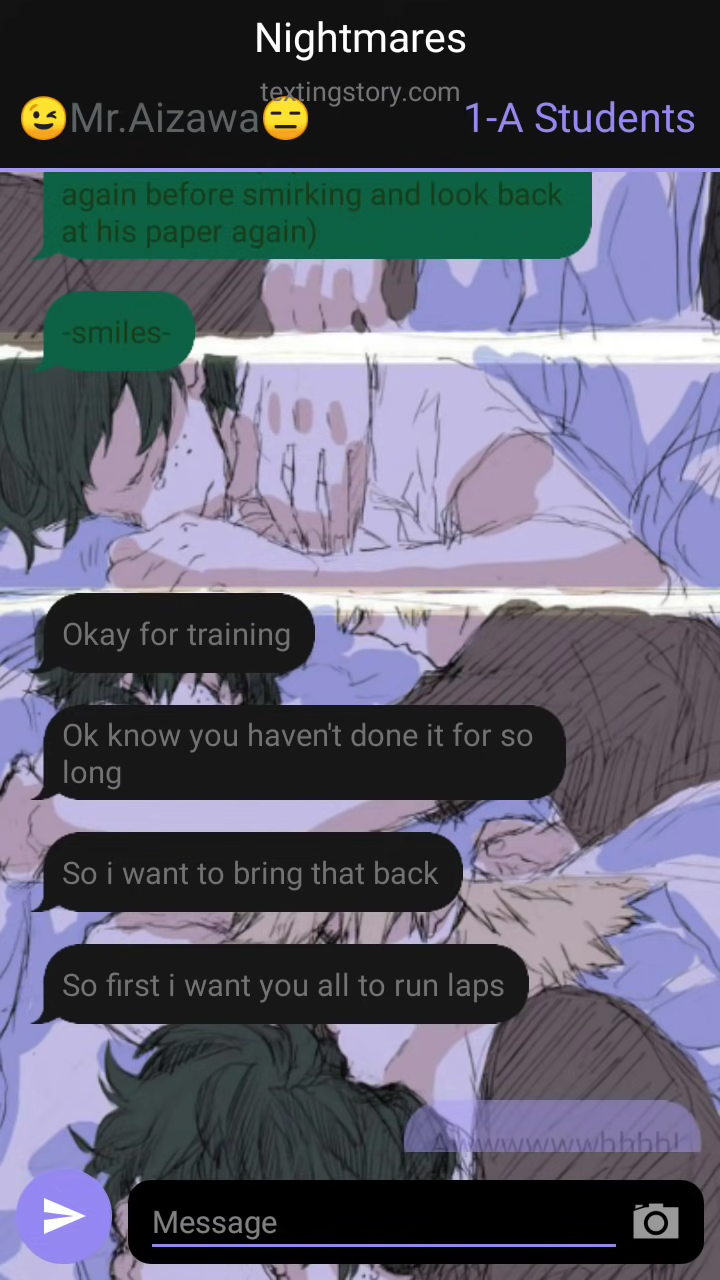 Nightmares
textingstory.com
😉Mr.Aizawa😑
1-A Students
again before smirking and look back
at his paper again)
-smiles-
Okay for training
Ok know you haven't done it for so
long
So i want to bring that back
So first i want you all to run laps
Awwwwwwhhhh!
Message